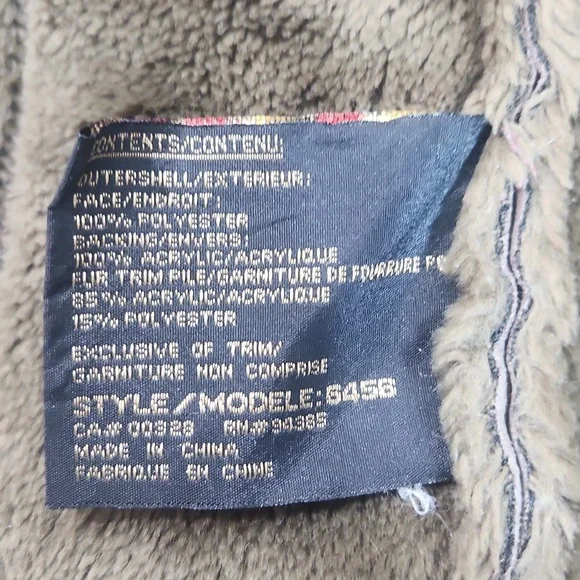 CONTENTS/CONTENU:
OUTERSHELL/EXTERIEUR:
FACE/ENDROIT:
100% POLYESTER
BACKING/ENVERS:
100% ACRYLIC/ACRYLIQUE
FUR TRIM PILE/GARNITURE DE FOURRURE
85% ACRYLIC/ACRYLIQUE
15% POLYESTER
EXCLUSIVE OF TRIM/
GARNITURE NON COMPRISE
STYLE/MODELE:8458
CA# 00328 RN# 94385
MADE IN CHINA
FABRIQUE EN CHINE